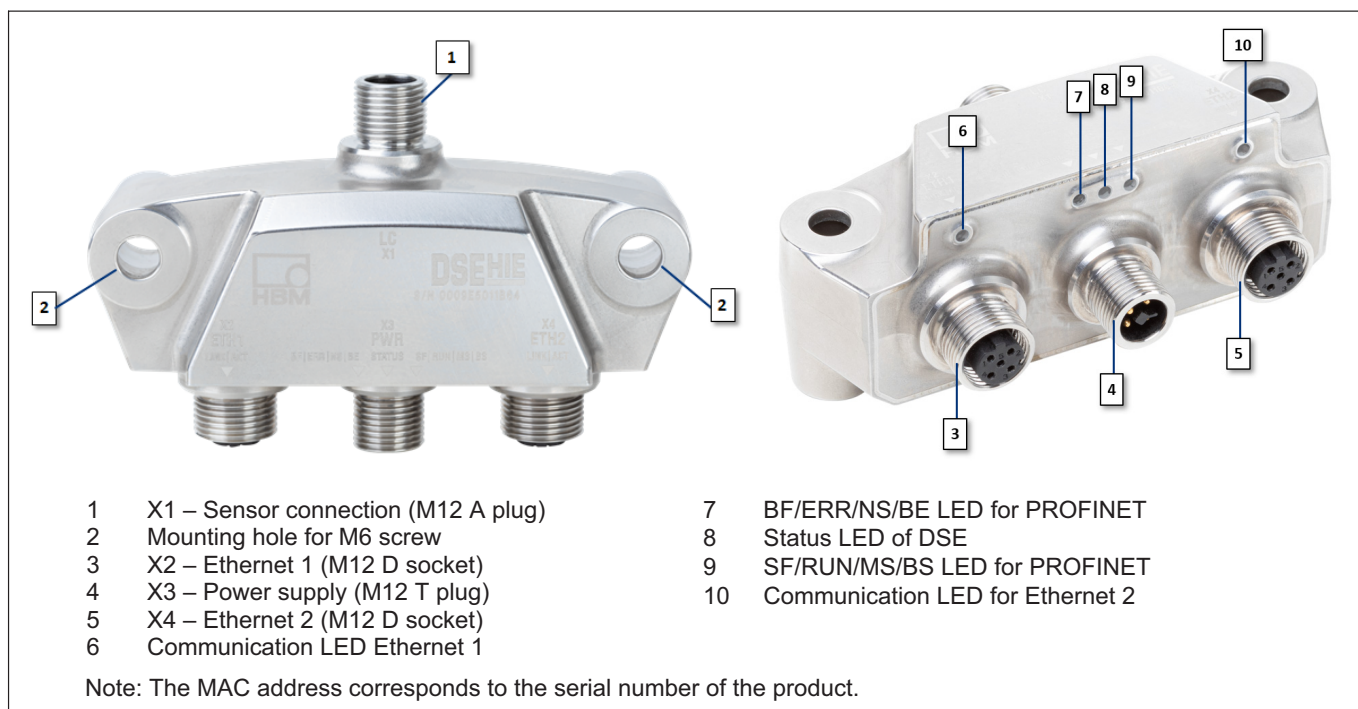 1
2
2
LC
X1
HBM
DSEHIE
X2
X3
X4
ETH1
PWR
ETH2
STATUS
6
7
8
9
10
3
4
5
1 X1 – Sensor connection (M12 A plug)
2 Mounting hole for M6 screw
3 X2 – Ethernet 1 (M12 D socket)
4 X3 – Power supply (M12 T plug)
5 X4 – Ethernet 2 (M12 D socket)
6 Communication LED Ethernet 1
7 BF/ERR/NS/BE LED for PROFINET
8 Status LED of DSE
9 SF/RUN/MS/BS LED for PROFINET
10 Communication LED for Ethernet 2
Note: The MAC address corresponds to the serial number of the product.